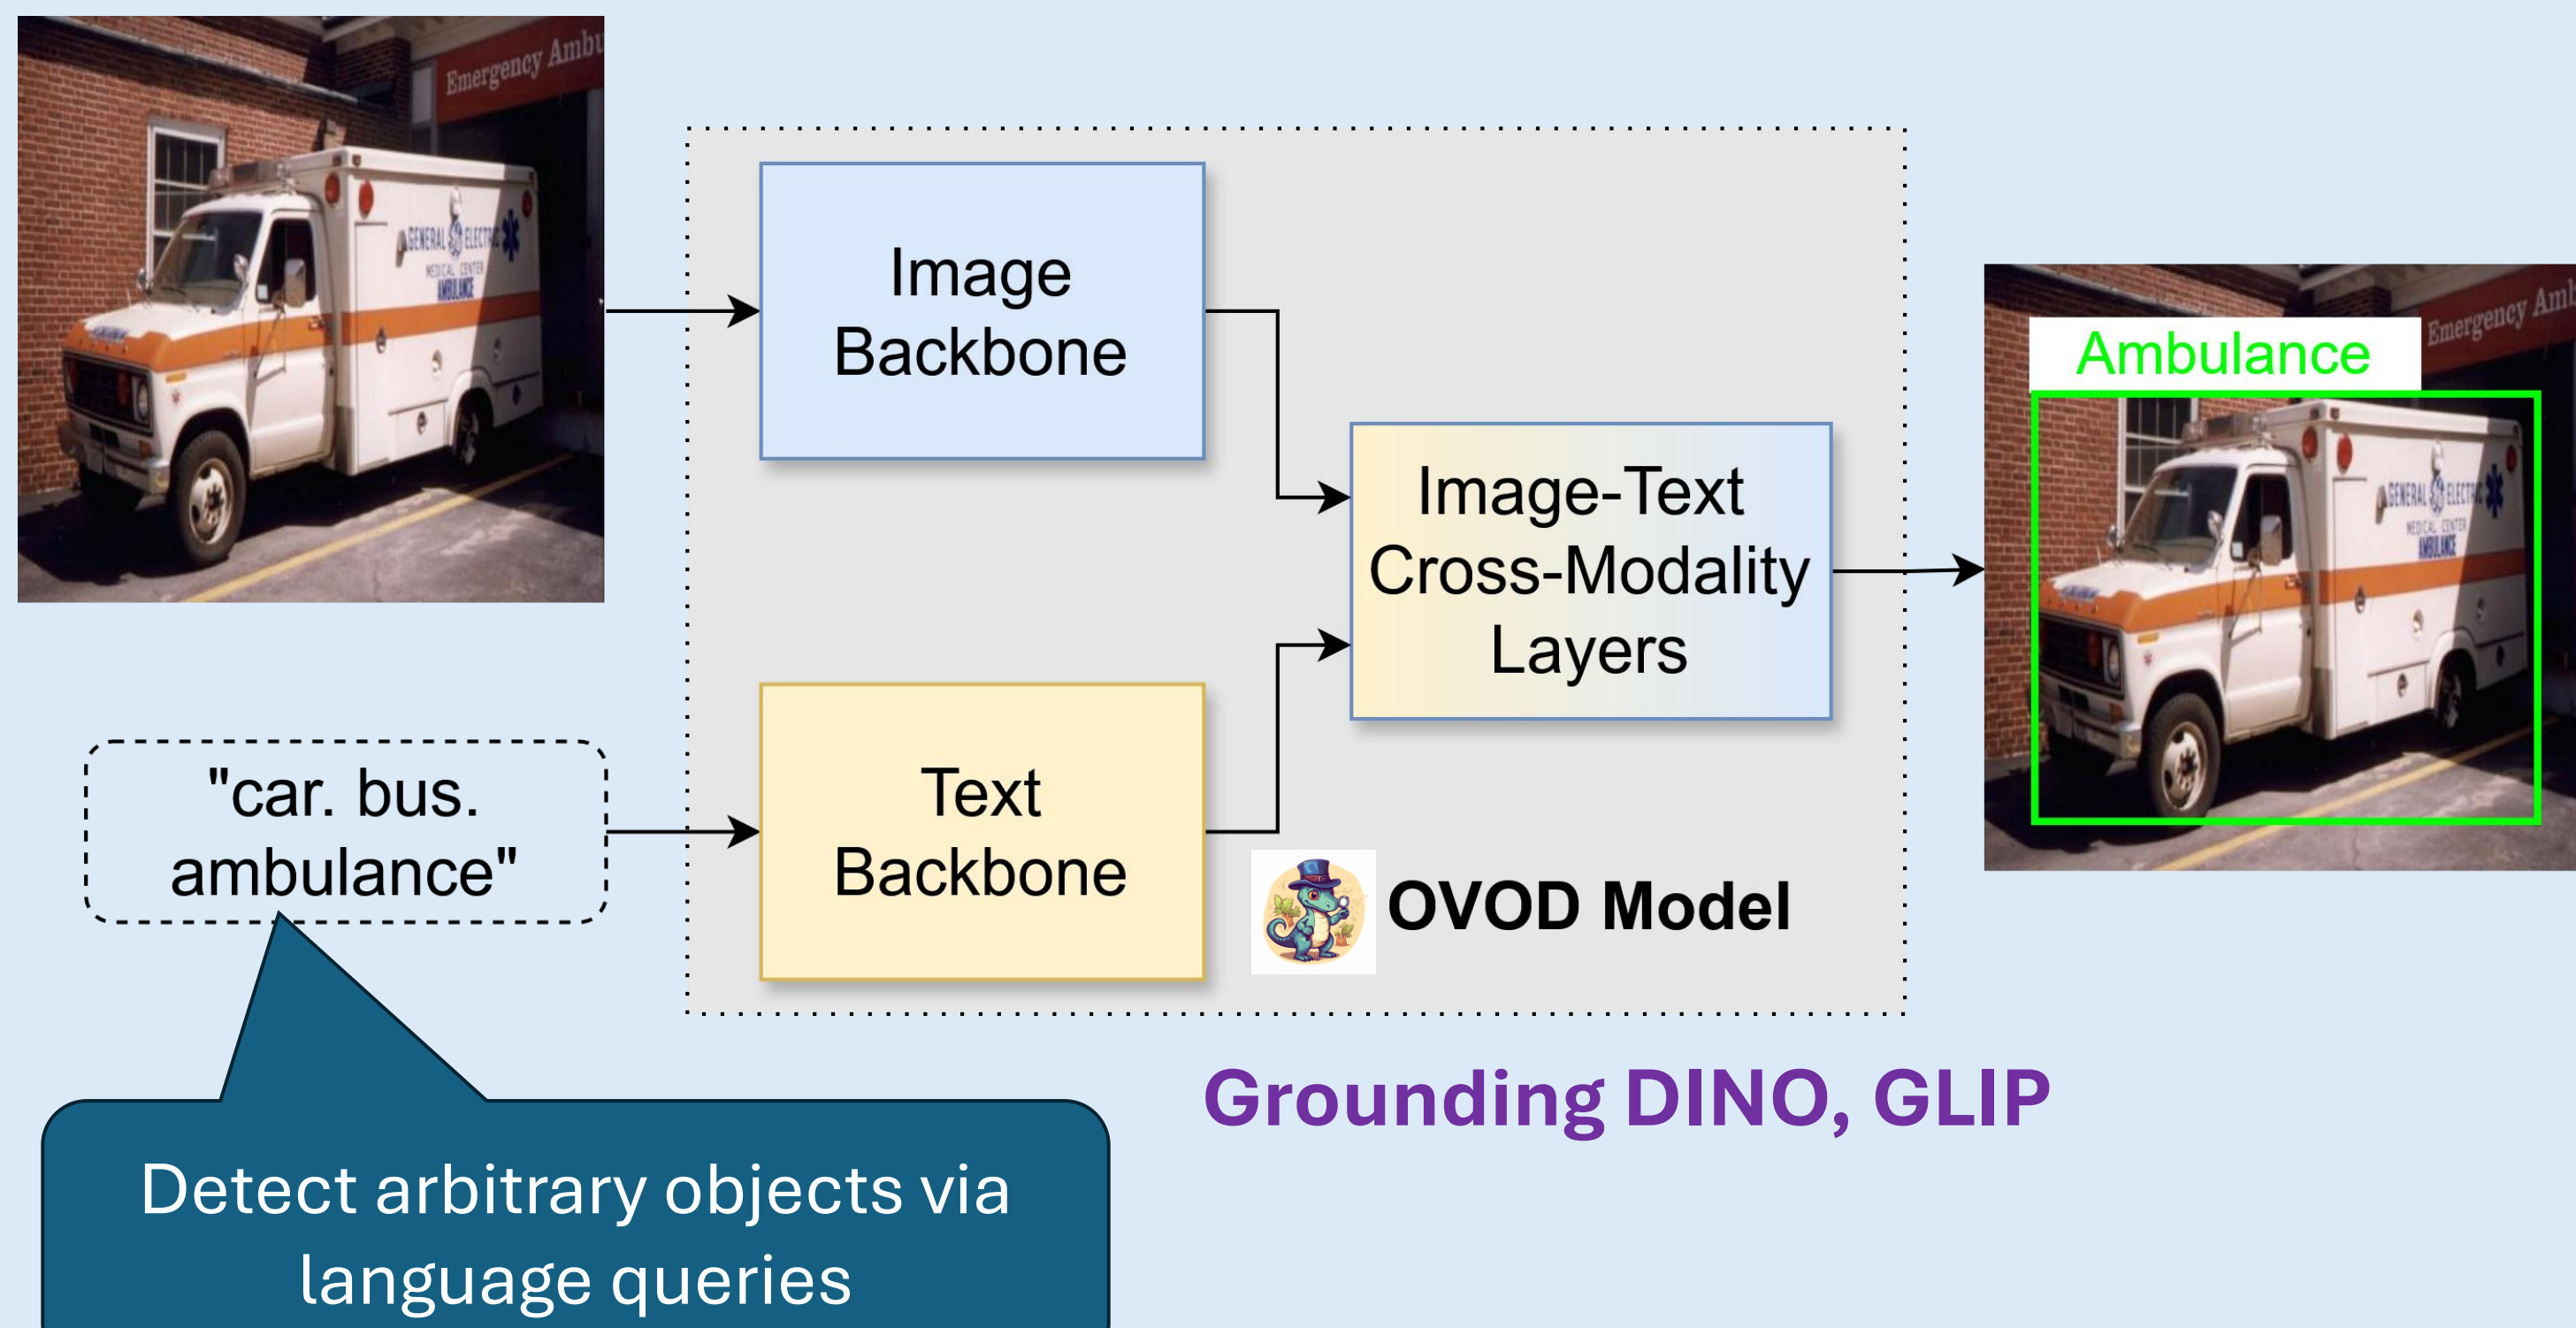 Emergency Ambu
GENERAL ELECTRIC
MEDICAL CENTER
AMBULANCE
Image
Backbone
"car. bus.
ambulance"
Text
Backbone
Image-Text
Cross-Modality
Layers
OVOD Model
Ambulance
Emergency Amb
GENERAL ELECTRIC
MEDICAL CENTER
AMBULANCE
Grounding DINO, GLIP
Detect arbitrary objects via
language queries